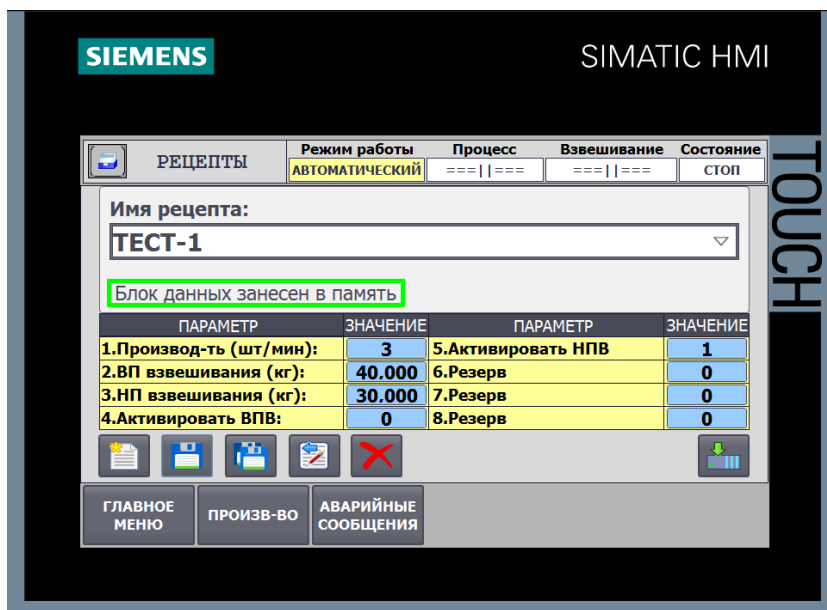 SIEMENS
SIMATIC HMI
TOUCH
РЕЦЕПТЫ
Режим работы Процесс Взвешивание Состояние
АВТОМАТИЧЕСКИЙ ===||=== ===||=== СТОП
Имя рецепта:
ТЕСТ-1
Блок данных занесен в память
ПАРАМЕТР ЗНАЧЕНИЕ ПАРАМЕТР ЗНАЧЕНИЕ
1.Производ-ть (шт/мин): 3 5.Активировать НПВ 1
2.ВП взвешивания (кг): 40.000 6.Резерв 0
3.НП взвешивания (кг): 30.000 7.Резерв 0
4.Активировать ВПВ: 0 8.Резерв 0
ГЛАВНОЕ МЕНЮ ПРОИЗВ-ВО АВАРИЙНЫЕ СООБЩЕНИЯ